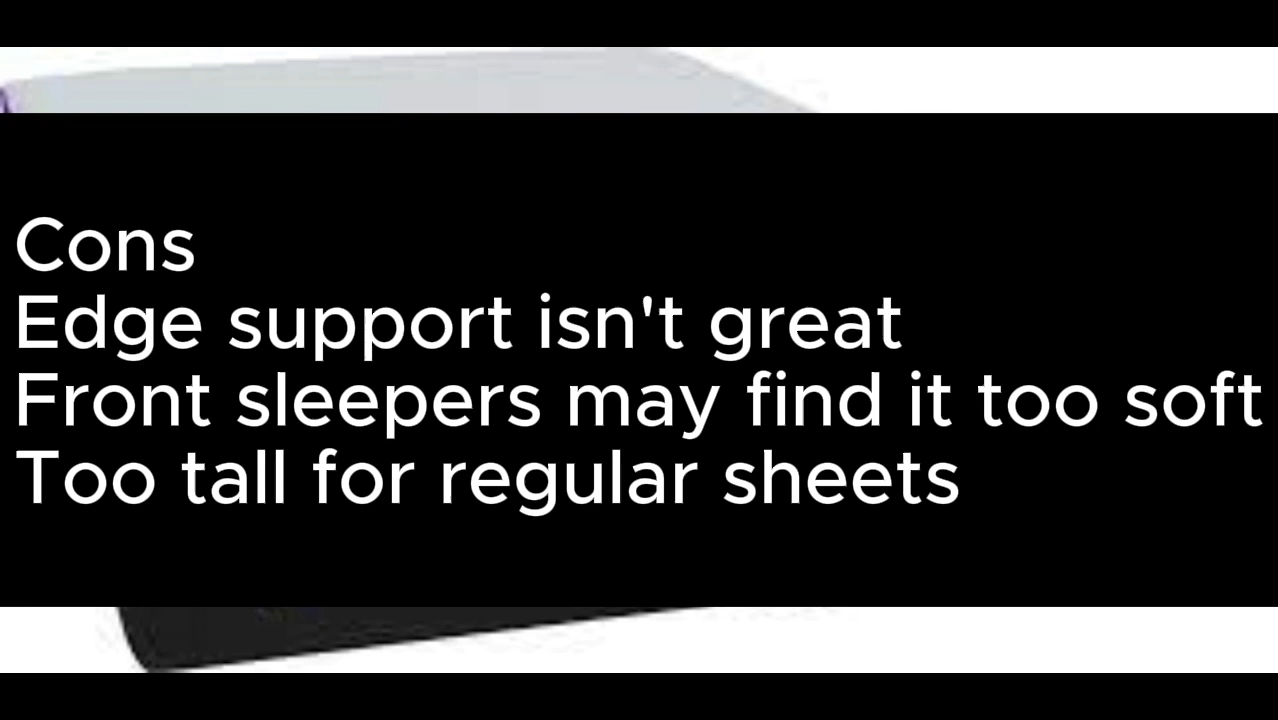 Cons
Edge support isn't great
Front sleepers may find it too soft
Too tall for regular sheets